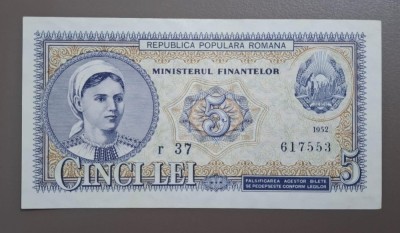 REPUBLICA POPULARA ROMANA
MINISTERUL FINANTELOR
5
1952
r 37 617553
CINCI LEI 5
FALSIFICAREA ACESTOR BILETE
SE PEDEPSESTE CONFORM LEGILOR